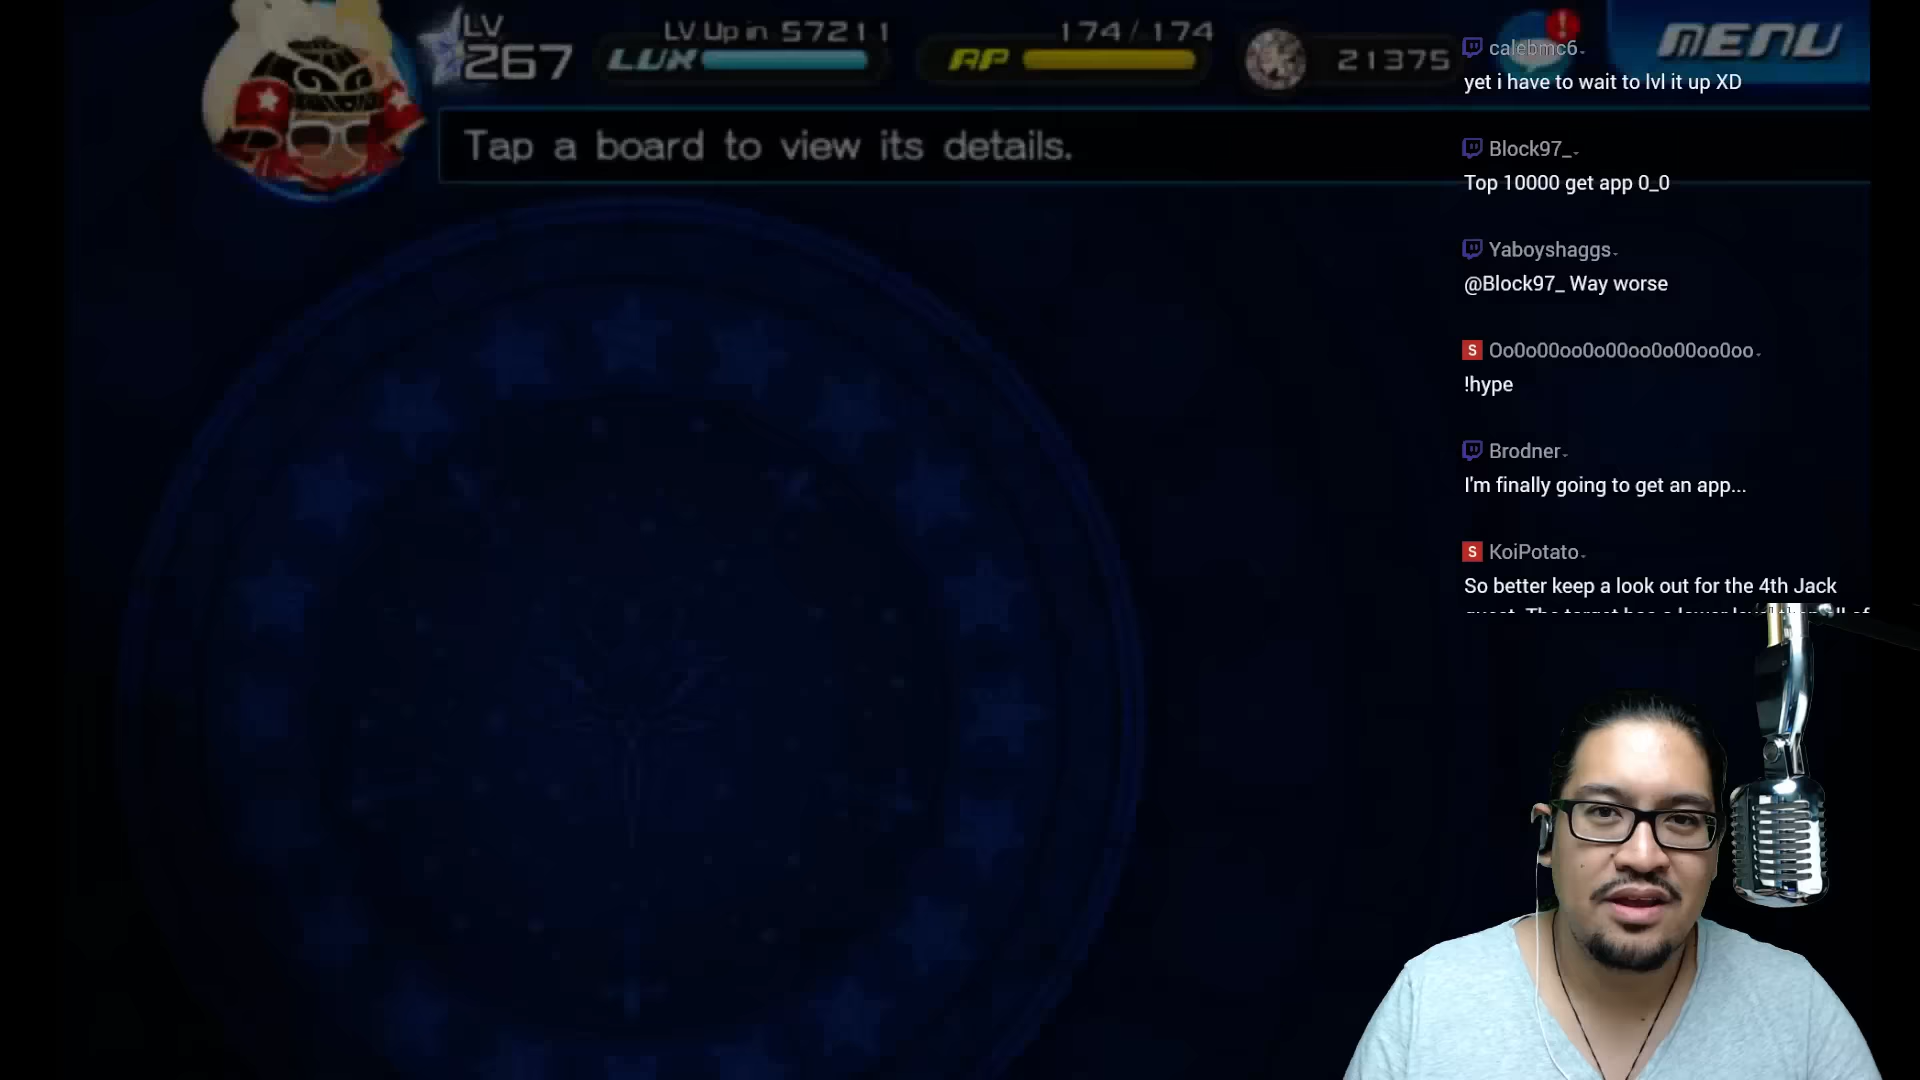 LV
267
LV Up in 57211
LUX
174 / 174
AP
21375
MENU
Tap a board to view its details.
calebmc6
yet i have to wait to lvl it up XD
Block97_
Top 10000 get app 0_0
Yaboyshaggs
@Block97_ Way worse
S Oo0o00oo0o00oo0o00oo0oo
!hype
Brodner
I'm finally going to get an app...
S KoiPotato
So better keep a look out for the 4th Jack